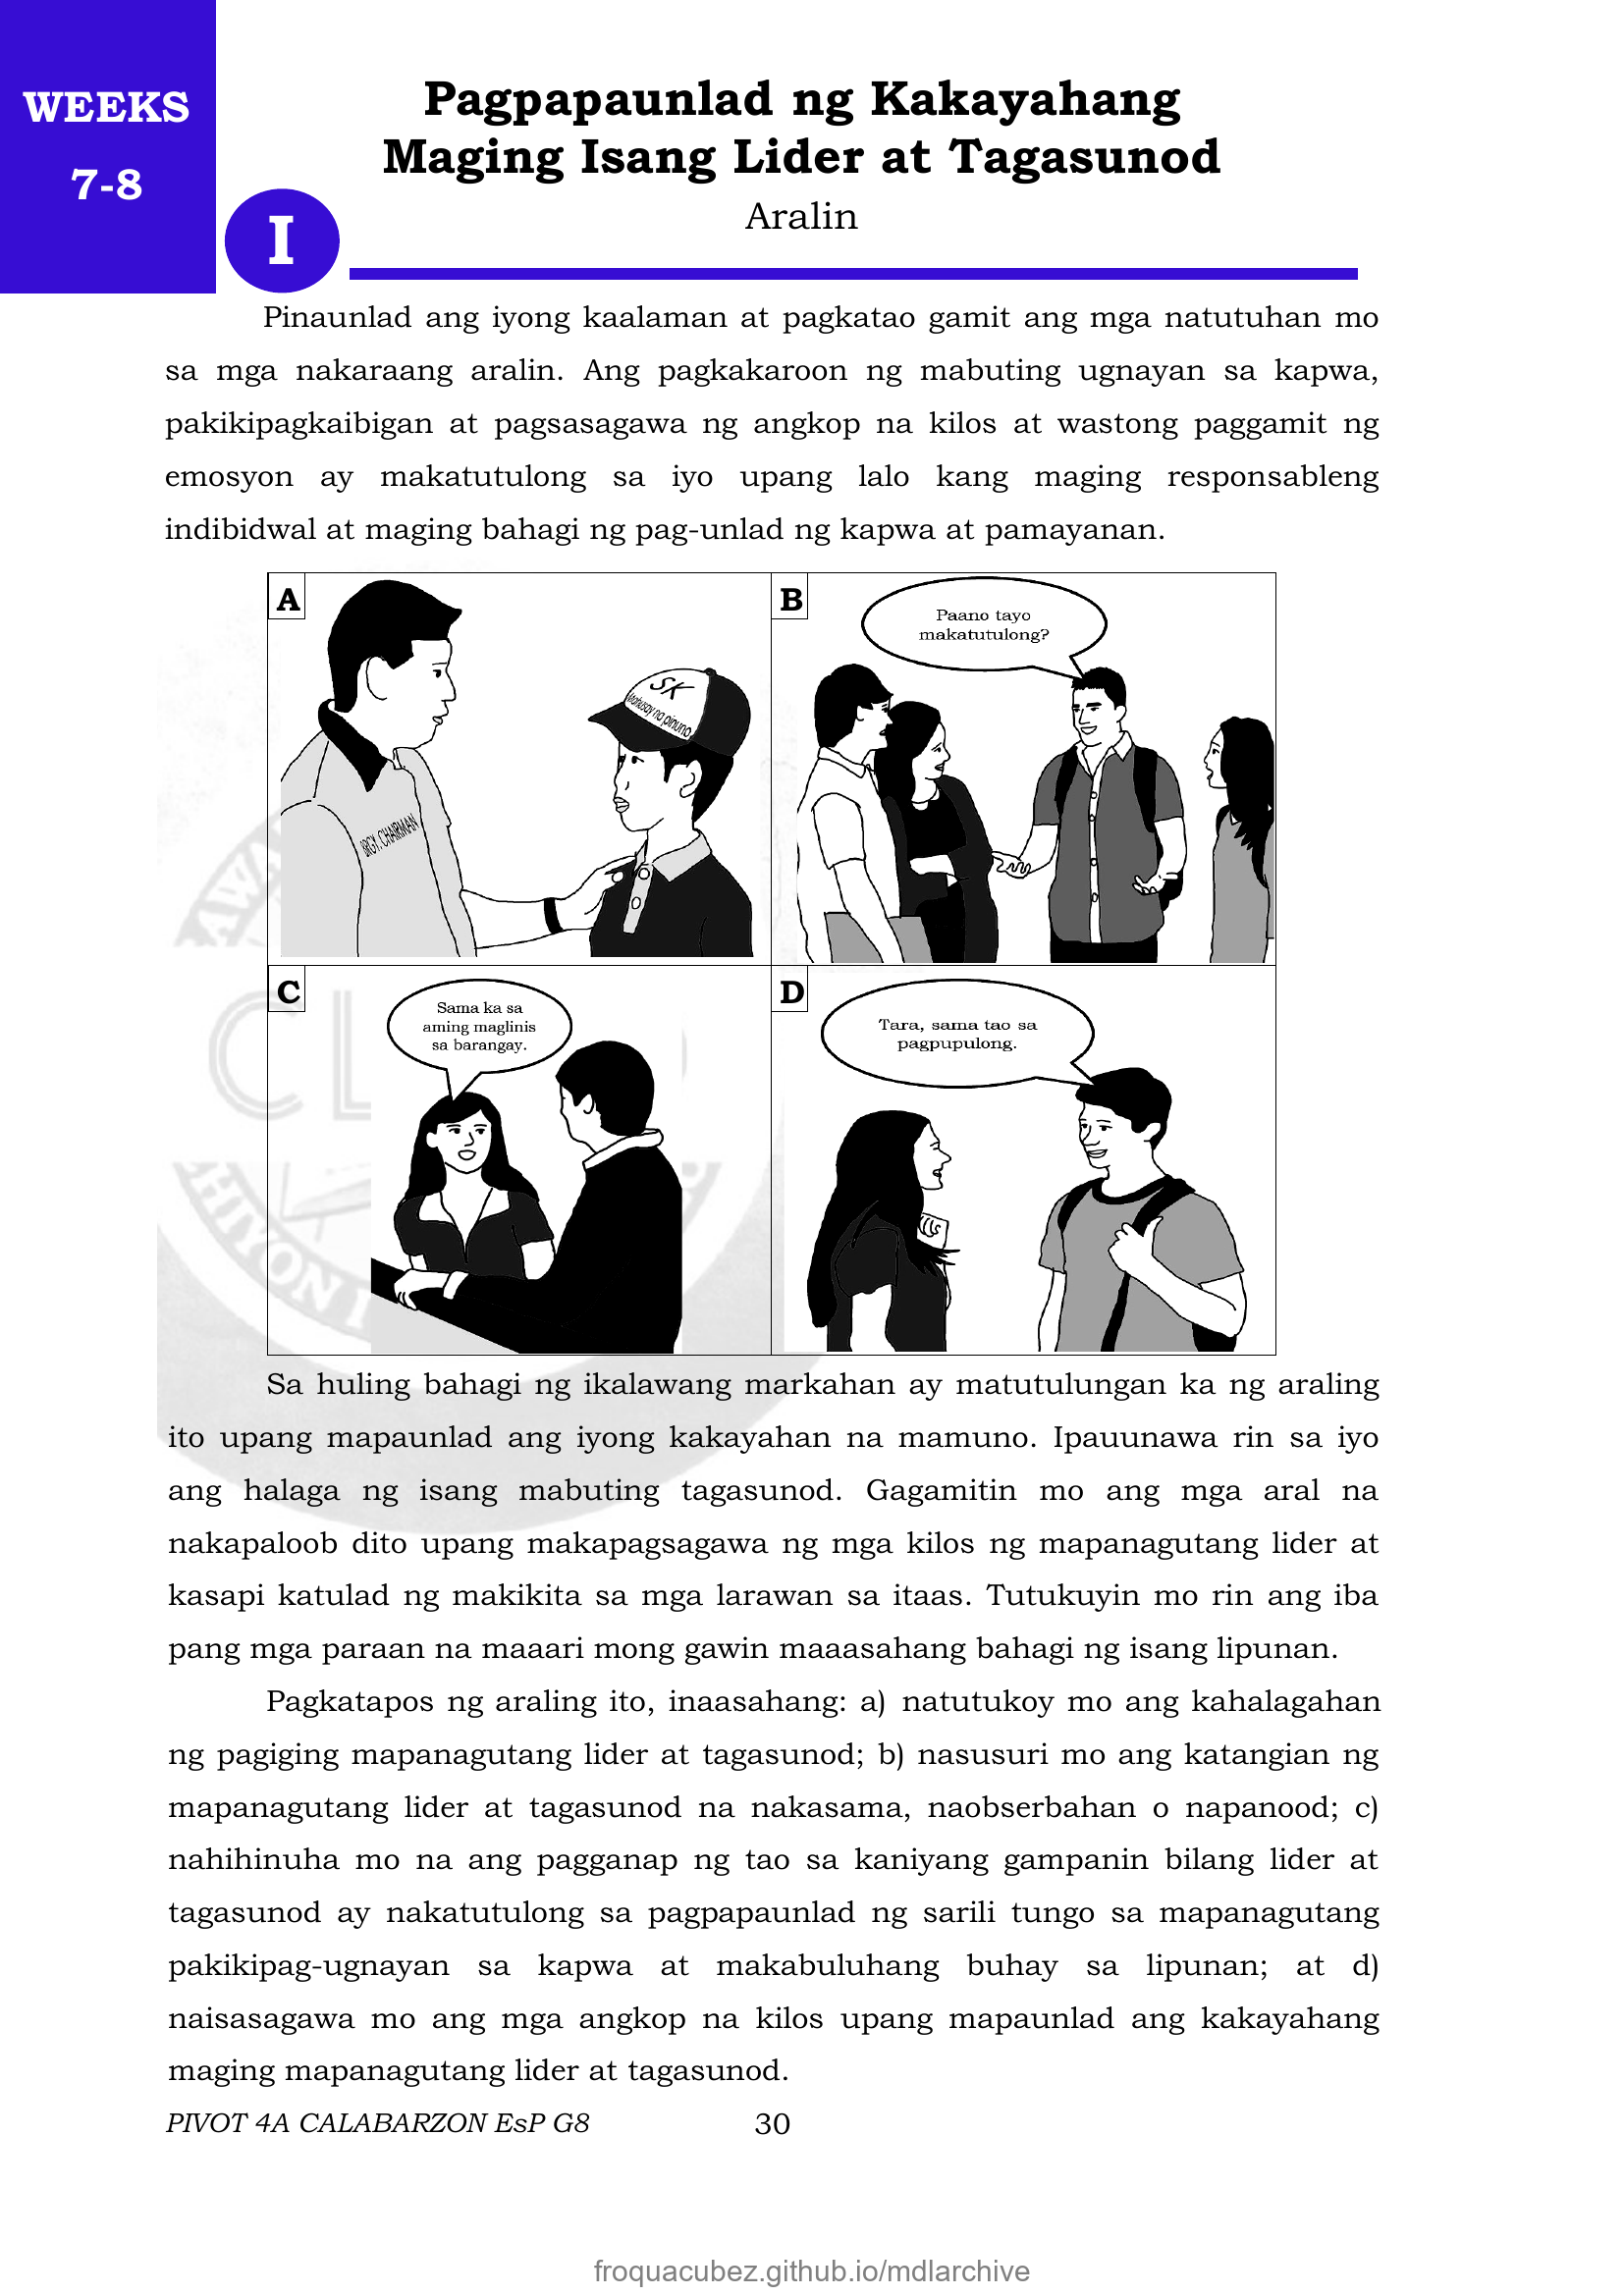 WEEKS
7-8
I
Pagpapaunlad ng Kakayahang
Maging Isang Lider at Tagasunod
Aralin
Pinaunlad ang iyong kaalaman at pagkatao gamit ang mga natutuhan mo
sa mga nakaraang aralin. Ang pagkakaroon ng mabuting ugnayan sa kapwa,
pakikipagkaibigan at pagsasagawa ng angkop na kilos at wastong paggamit ng
emosyon ay makatutulong sa iyo upang lalo kang maging responsableng
indibidwal at maging bahagi ng pag-unlad ng kapwa at pamayanan.
A
SK
Mahusay na pinuno
BRGY. CHAIRMAN
B
Paano tayo
makatutulong?
C
Sama ka sa
aming maglinis
sa barangay.
D
Tara, sama tao sa
pagpupulong.
Sa huling bahagi ng ikalawang markahan ay matutulungan ka ng araling
ito upang mapaunlad ang iyong kakayahan na mamuno. Ipauunawa rin sa iyo
ang halaga ng isang mabuting tagasunod. Gagamitin mo ang mga aral na
nakapaloob dito upang makapagsagawa ng mga kilos ng mapanagutang lider at
kasapi katulad ng makikita sa mga larawan sa itaas. Tutukuyin mo rin ang iba
pang mga paraan na maaari mong gawin maaasahang bahagi ng isang lipunan.
Pagkatapos ng araling ito, inaasahang: a) natutukoy mo ang kahalagahan
ng pagiging mapanagutang lider at tagasunod; b) nasusuri mo ang katangian ng
mapanagutang lider at tagasunod na nakasama, naobserbahan o napanood; c)
nahihinuha mo na ang pagganap ng tao sa kaniyang gampanin bilang lider at
tagasunod ay nakatutulong sa pagpapaunlad ng sarili tungo sa mapanagutang
pakikipag-ugnayan sa kapwa at makabuluhang buhay sa lipunan; at d)
naisasagawa mo ang mga angkop na kilos upang mapaunlad ang kakayahang
maging mapanagutang lider at tagasunod.
PIVOT 4A CALABARZON EsP G8 30
froquacubez.github.io/mdlarchive